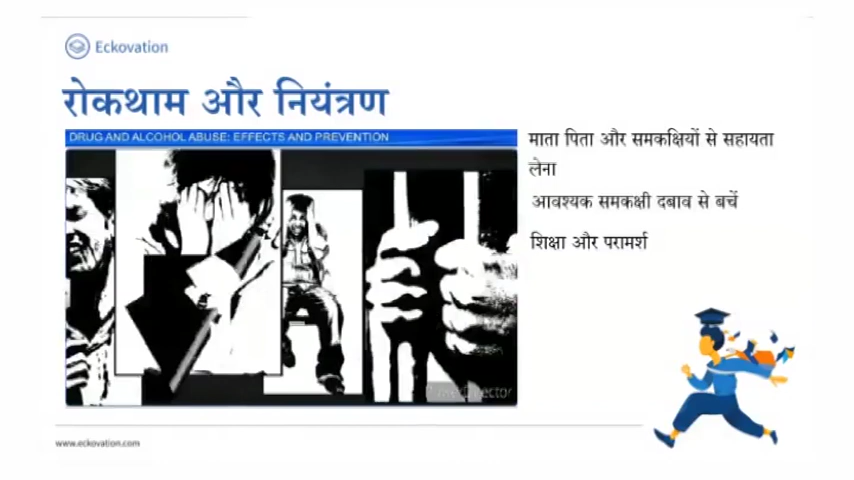 Eckovation
रोकथाम और नियंत्रण
DRUG AND ALCOHOL ABUSE: EFFECTS AND PREVENTION
माता पिता और समकक्षियों से सहायता
लेना
आवश्यक समकक्षी दबाव से बचें
शिक्षा और परामर्श
www.eckovation.com